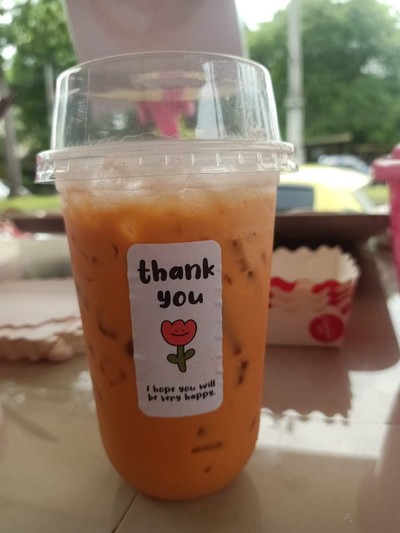 thank
you
I hope you will
be very happy.